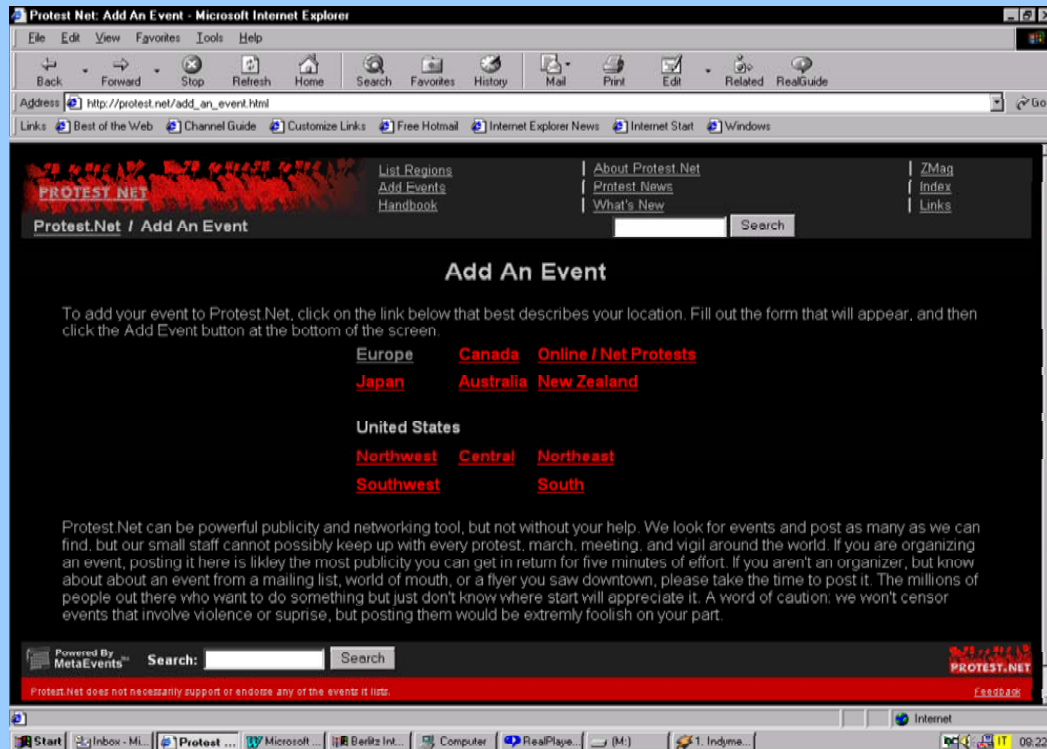 Protest Net: Add An Event - Microsoft Internet Explorer
File Edit View Favorites Tools Help
Back Forward Stop Refresh Home Search Favorites History Mail Print Edit Related RealGuide
Address http://protest.net/add_an_event.html Go
Links Best of the Web Channel Guide Customize Links Free Hotmail Internet Explorer News Internet Start Windows
PROTEST NET
List Regions About Protest.Net ZMag
Add Events Protest News Index
Handbook What's New Links
Protest.Net / Add An Event Search
Add An Event
To add your event to Protest.Net, click on the link below that best describes your location. Fill out the form that will appear, and then
click the Add Event button at the bottom of the screen.
Europe Canada Online / Net Protests
Japan Australia New Zealand
United States
Northwest Central Northeast
Southwest South
Protest.Net can be powerful publicity and networking tool, but not without your help. We look for events and post as many as we can
find, but our small staff cannot possibly keep up with every protest, march, meeting, and vigil around the world. If you are organizing
an event, posting it here is likley the most publicity you can get in return for five minutes of effort. If you aren't an organizer, but know
about about an event from a mailing list, world of mouth, or a flyer you saw downtown, please take the time to post it. The millions of
people out there who want to do something but just don't know where start will appreciate it. A word of caution: we won't censor
events that involve violence or suprise, but posting them would be extremly foolish on your part.
Powered By
MetaEvents Search: Search
PROTEST.NET
Protest.Net does not necessarily support or endorse any of the events it lists. Feedback
Internet
Start Inbox - Mi... Protest ... Microsoft ... Berlitz Int... Computer RealPlaye... (M:) 1. Indyme... IT 09:22